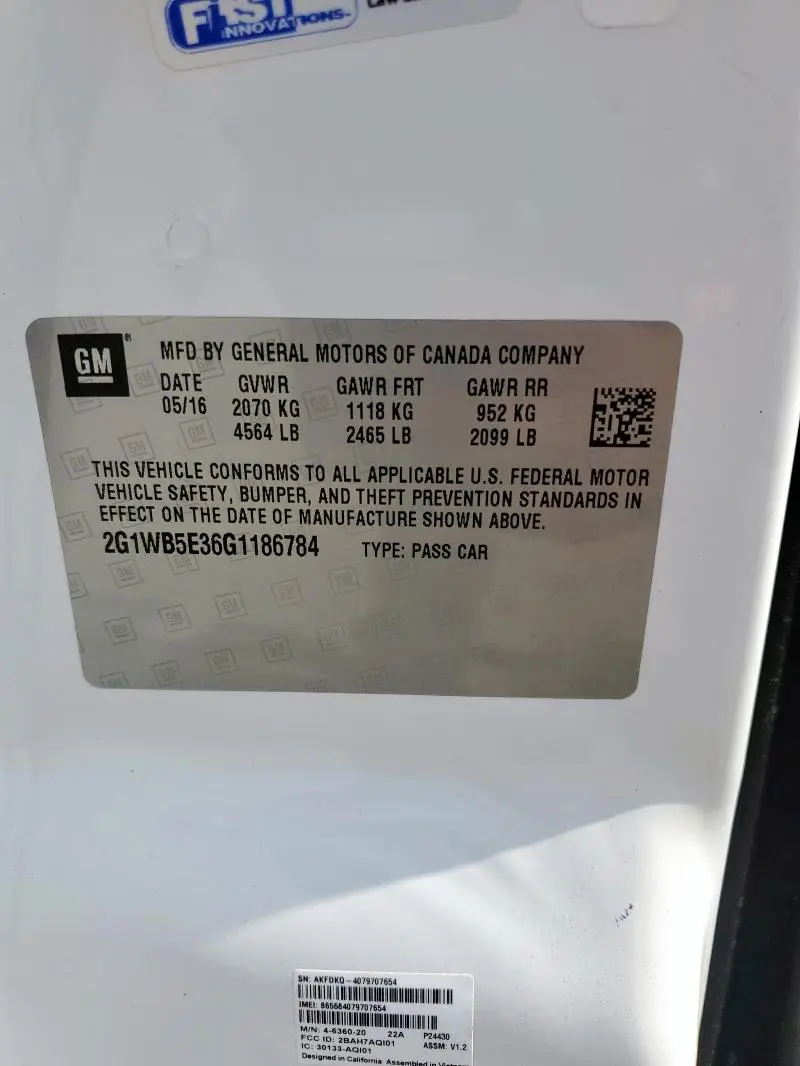 F1ST
INNOVATIONS
GM
MFD BY GENERAL MOTORS OF CANADA COMPANY
DATE GVWR GAWR FRT GAWR RR
05/16 2070 KG 1118 KG 952 KG
4564 LB 2465 LB 2099 LB
THIS VEHICLE CONFORMS TO ALL APPLICABLE U.S. FEDERAL MOTOR
VEHICLE SAFETY, BUMPER, AND THEFT PREVENTION STANDARDS IN
EFFECT ON THE DATE OF MANUFACTURE SHOWN ABOVE.
2G1WB5E36G1186784 TYPE: PASS CAR
SN: AKFDKQ-4079707654
IMEI: 865684079707654
M/N: 4-6360-20 22A P24430
FCC ID: 2BAH7AQI01 ASSM: V1.2
IC: 30133-AQI01
Designed in California Assembled in Vietnam